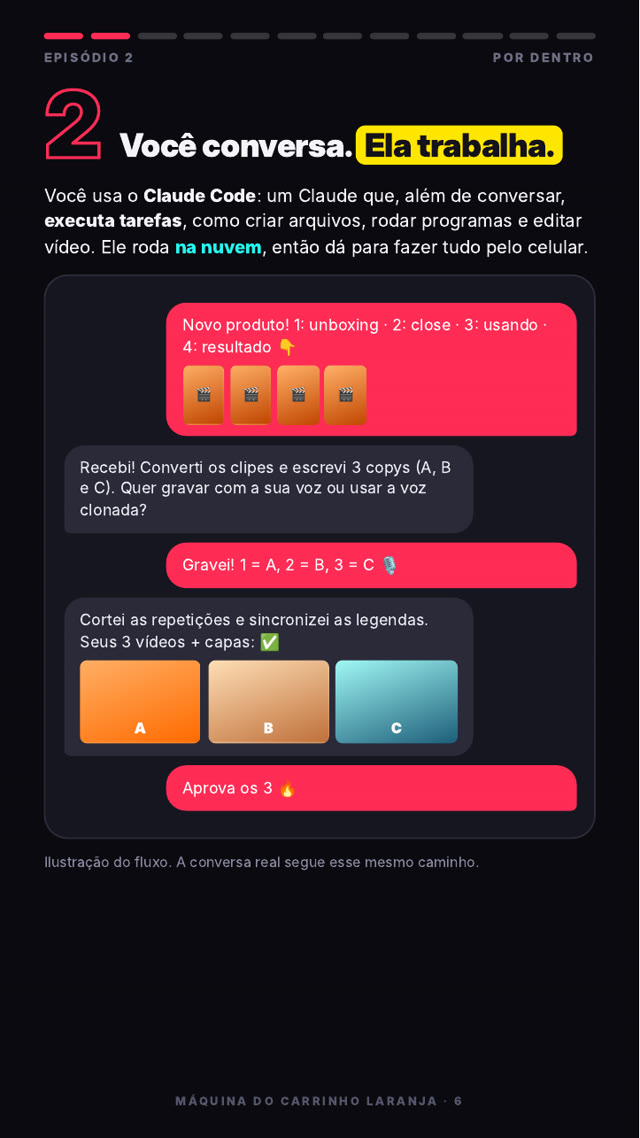 EPISÓDIO 2
POR DENTRO
2
Você conversa. Ela trabalha.
Você usa o Claude Code: um Claude que, além de conversar,
executa tarefas, como criar arquivos, rodar programas e editar
vídeo. Ele roda na nuvem, então dá para fazer tudo pelo celular.
Novo produto! 1: unboxing · 2: close · 3: usando ·
4: resultado 👇
Recebi! Converti os clipes e escrevi 3 copys (A, B
e C). Quer gravar com a sua voz ou usar a voz
clonada?
Gravei! 1 = A, 2 = B, 3 = C 🎙️
Cortei as repetições e sincronizei as legendas.
Seus 3 vídeos + capas: ✅
A
B
C
Aprova os 3 🔥
Ilustração do fluxo. A conversa real segue esse mesmo caminho.
MÁQUINA DO CARRINHO LARANJA · 6